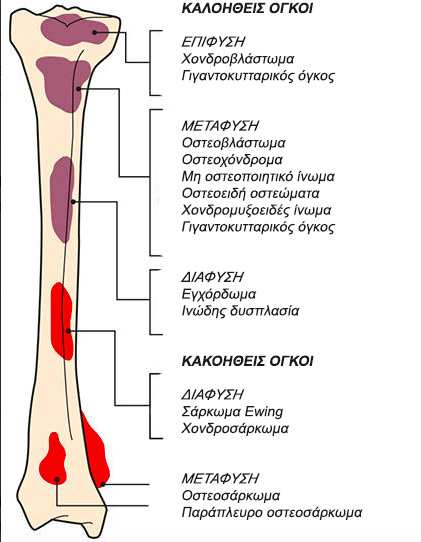 ΚΑΛΟΗΘΕΙΣ ΟΓΚΟΙ
ΕΠΙΦΥΣΗ
Χονδροβλάστωμα
Γιγαντοκυτταρικός όγκος
ΜΕΤΑΦΥΣΗ
Οστεοβλάστωμα
Οστεοχόνδρομα
Μη οστεοποιητικό ίνωμα
Οστεοειδή οστεώματα
Χονδρομυξοειδές ίνωμα
Γιγαντοκυτταρικός όγκος
ΔΙΑΦΥΣΗ
Εγχόρδωμα
Ινώδης δυσπλασία
ΚΑΚΟΗΘΕΙΣ ΟΓΚΟΙ
ΔΙΑΦΥΣΗ
Σάρκωμα Ewing
Χονδροσάρκωμα
ΜΕΤΑΦΥΣΗ
Οστεοσάρκωμα
Παράπλευρο οστεοσάρκωμα